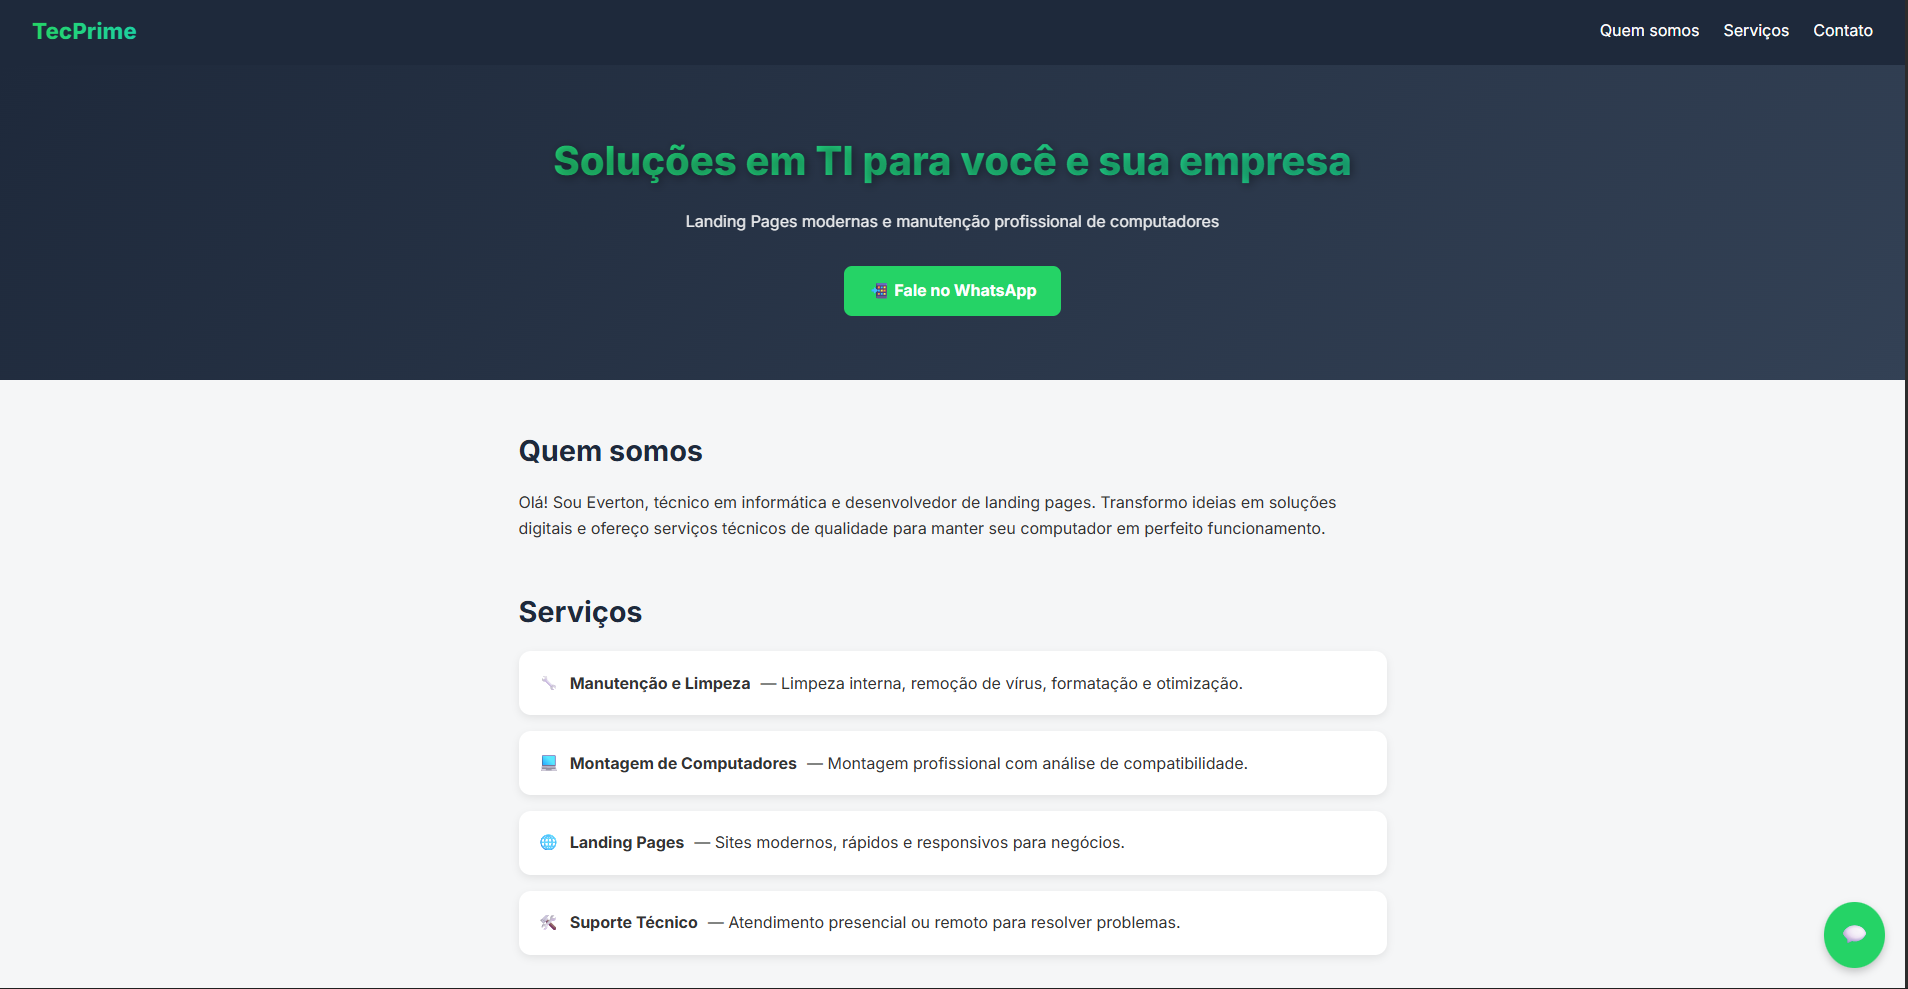 TecPrime
Quem somos Serviços Contato
Soluções em TI para você e sua empresa
Landing Pages modernas e manutenção profissional de computadores
📲 Fale no WhatsApp
Quem somos
Olá! Sou Everton, técnico em informática e desenvolvedor de landing pages. Transformo ideias em soluções
digitais e ofereço serviços técnicos de qualidade para manter seu computador em perfeito funcionamento.
Serviços
🔧 Manutenção e Limpeza — Limpeza interna, remoção de vírus, formatação e otimização.
💻 Montagem de Computadores — Montagem profissional com análise de compatibilidade.
🌐 Landing Pages — Sites modernos, rápidos e responsivos para negócios.
🛠 Suporte Técnico — Atendimento presencial ou remoto para resolver problemas.
💬